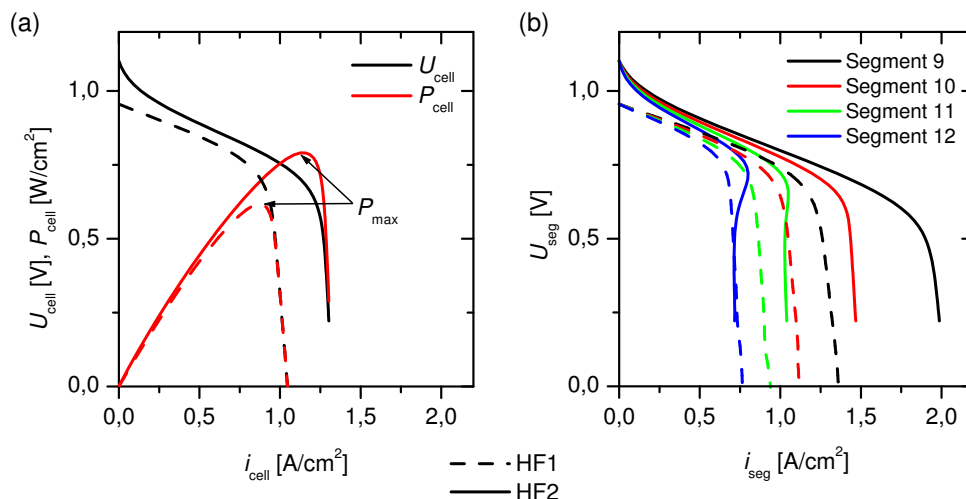 (a)
U_cell
P_cell
P_max
U_cell [V], P_cell [W/cm²]
1,0
0,5
0,0
0,0 0,5 1,0 1,5 2,0
i_cell [A/cm²]
(b)
Segment 9
Segment 10
Segment 11
Segment 12
U_seg [V]
1,0
0,5
0,0
0,0 0,5 1,0 1,5 2,0
i_seg [A/cm²]
HF1
HF2